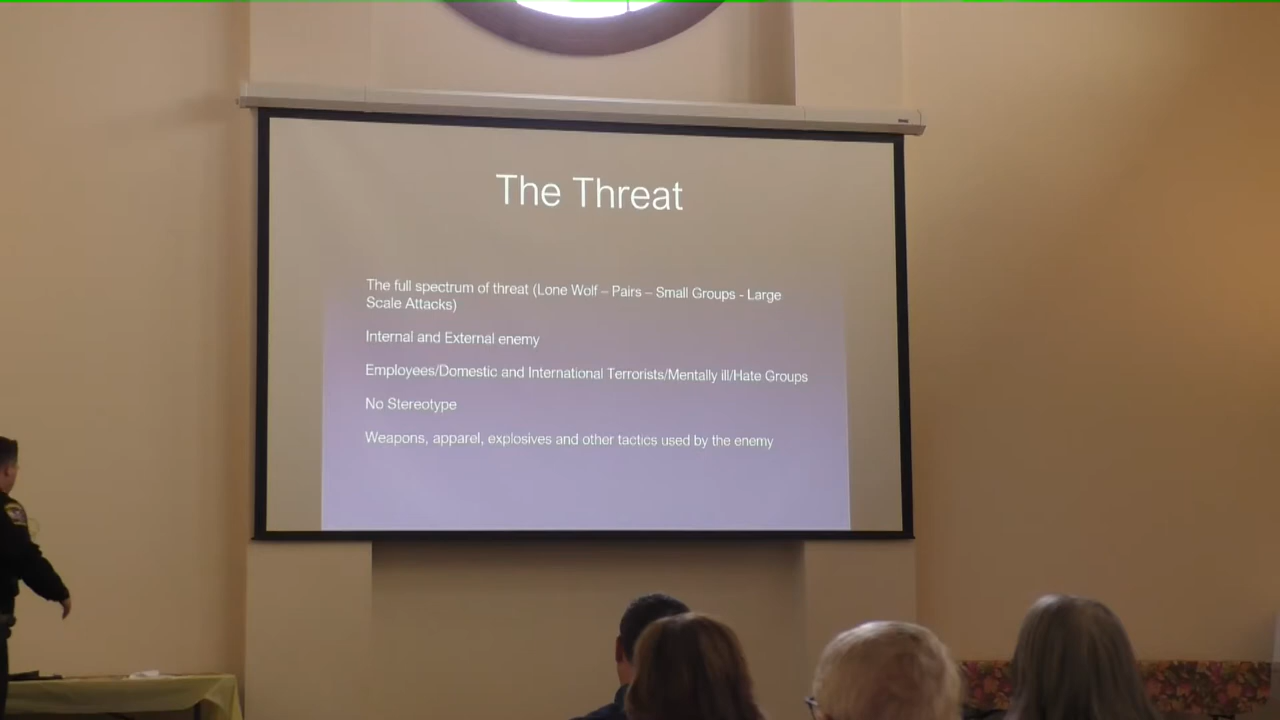 The Threat
The full spectrum of threat (Lone Wolf – Pairs – Small Groups - Large
Scale Attacks)
Internal and External enemy
Employees/Domestic and International Terrorists/Mentally ill/Hate Groups
No Stereotype
Weapons, apparel, explosives and other tactics used by the enemy